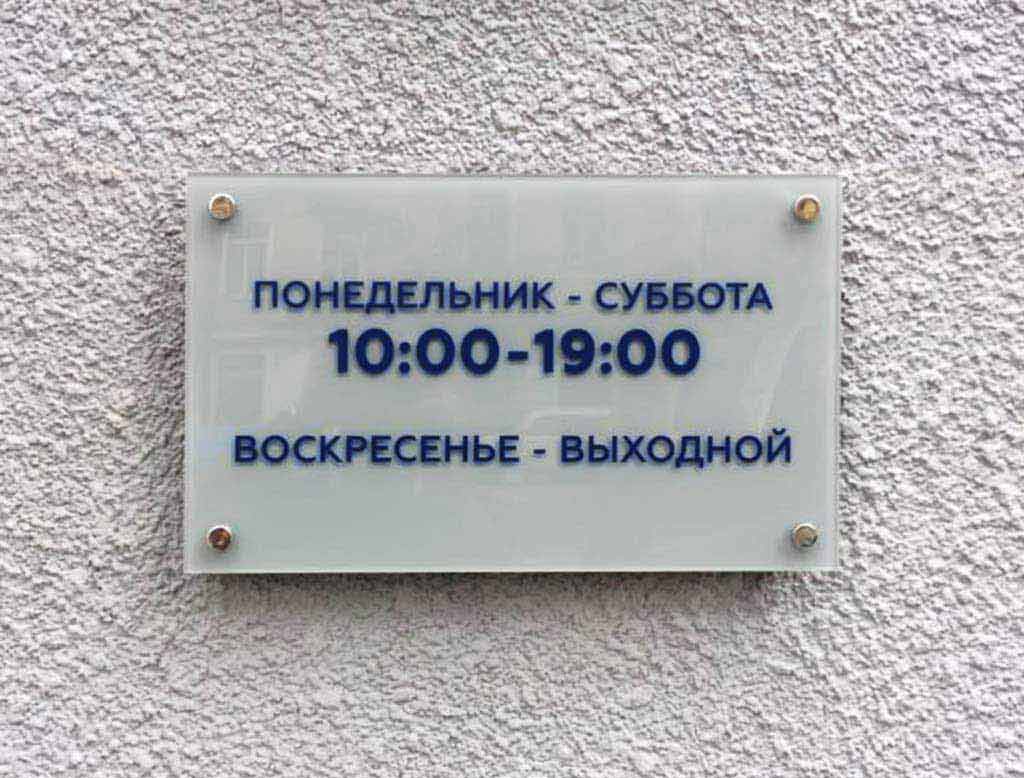 ПОНЕДЕЛЬНИК - СУББОТА
10:00-19:00
ВОСКРЕСЕНЬЕ - ВЫХОДНОЙ